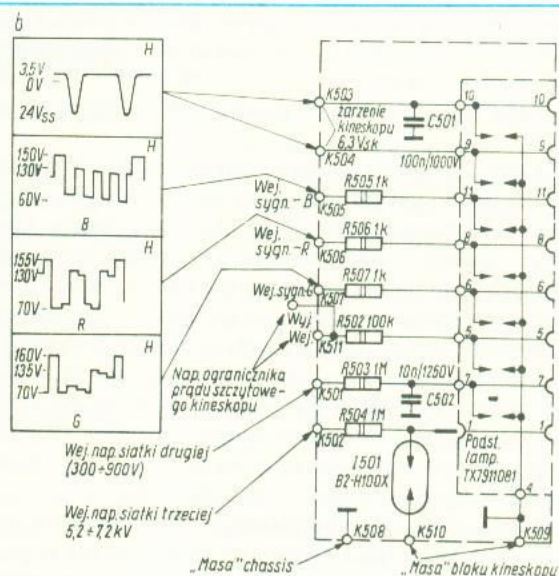 b
H
3,5V
0V
24Vss
150V
130V
60V
B
H
155V
130V
70V
R
H
160V
135V
70V
G
H
K503
żarzenie
kineskopu
6,3 Vsk
K504
C501
100n/1000V
10
10
9
9
Wej.
sygn.-B
K505
R505 1k
11
11
Wej.
sygn.-R
K506
R506 1k
8
8
Wej.sygn.G
K507
R507 1k
6
6
Wyj.
Wej.
K511
R502 100k
5
5
Nap. ogranicznika
prądu szczytowe-
go kineskopu
K501
R503 1M
10n/1250V
C502
7
7
K502
R504 1M
1
1
Wej. nap. siatki drugiej
(300÷900V)
Wej. nap. siatki trzeciej
5,2÷7,2kV
I501
B2-H100X
Podst.
lamp.
TX7911081
4
K508
K510
K509
„Masa" chassis
„Masa" bloku kineskopu